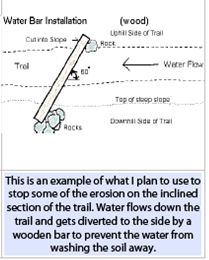 Water Bar Installation (wood)
Cut into Slope
Uphill Side of Trail
Rock
Trail
60°
Water Flow
Top of steep slope
Downhill Side of Trail
Rocks
This is an example of what I plan to use to
stop some of the erosion on the inclined
section of the trail. Water flows down the
trail and gets diverted to the side by a
wooden bar to prevent the water from
washing the soil away.